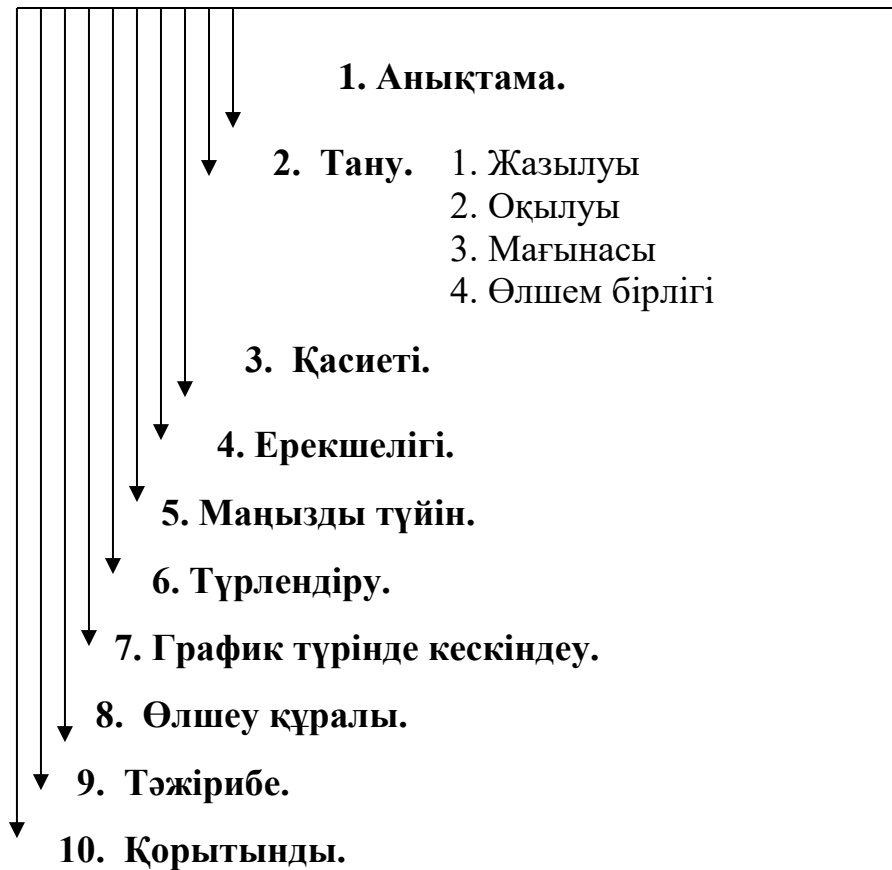 1. Анықтама.
2. Тану. 1. Жазылуы
2. Оқылуы
3. Мағынасы
4. Өлшем бірлігі
3. Қасиеті.
4. Ерекшелігі.
5. Маңызды түйін.
6. Түрлендіру.
7. График түрінде кескіндеу.
8. Өлшеу құралы.
9. Тәжірибе.
10. Қорытынды.